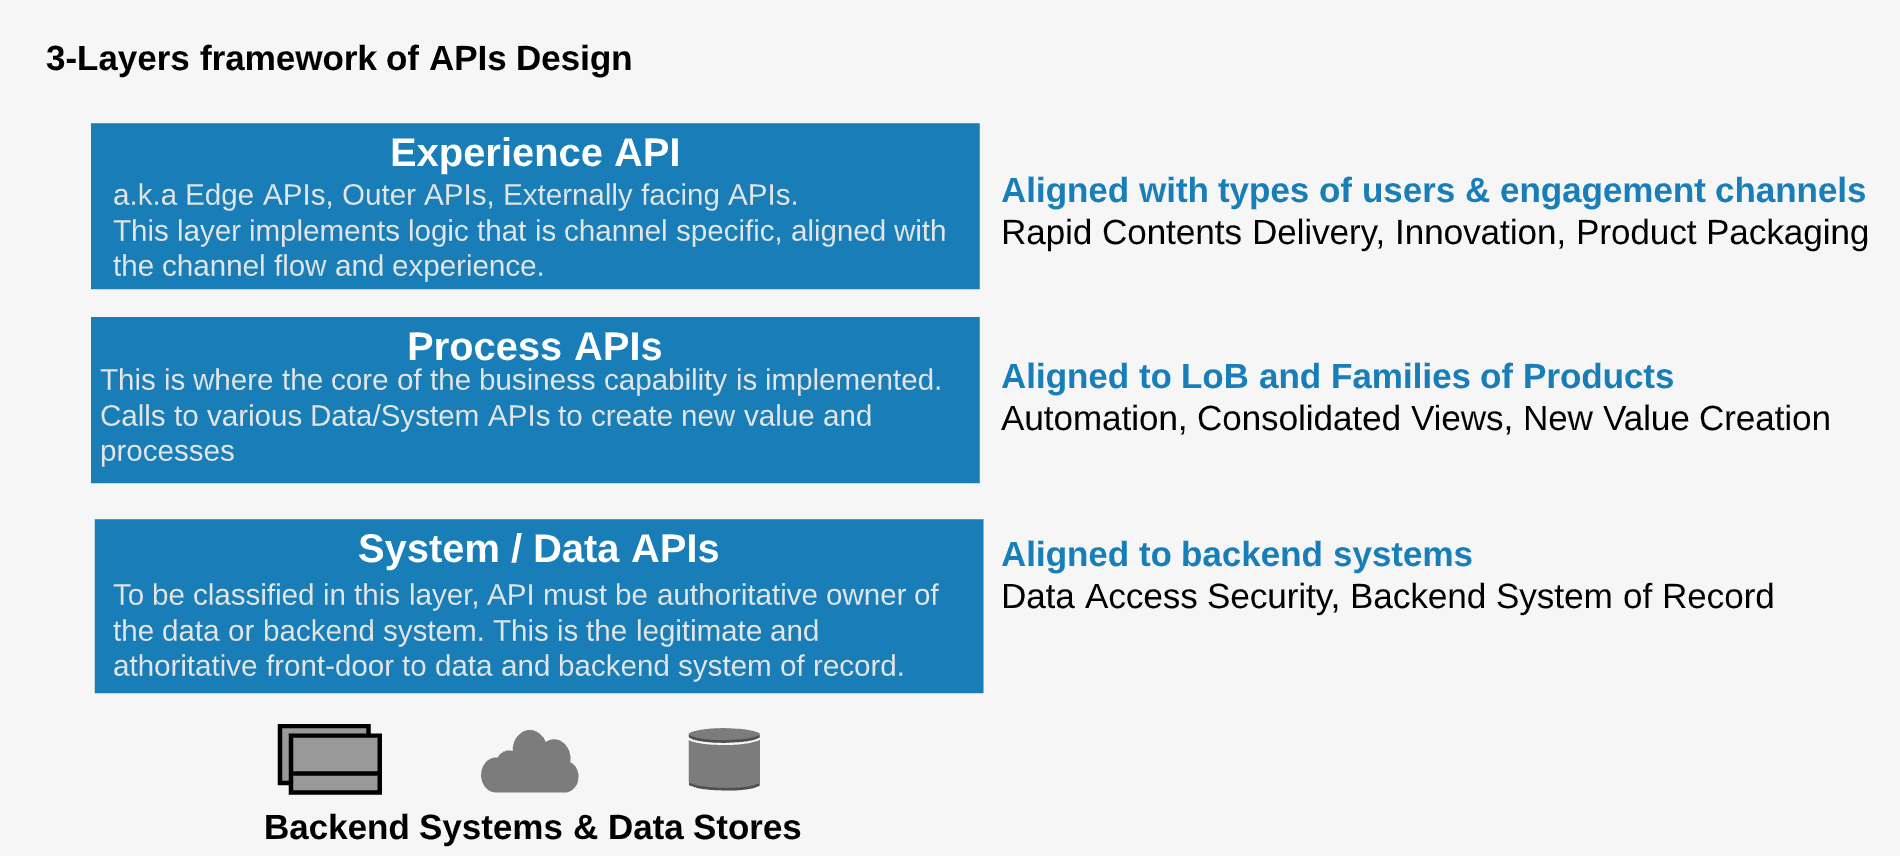 3-Layers framework of APIs Design
Experience API
a.k.a Edge APIs, Outer APIs, Externally facing APIs.
This layer implements logic that is channel specific, aligned with
the channel flow and experience.
Aligned with types of users & engagement channels
Rapid Contents Delivery, Innovation, Product Packaging
Process APIs
This is where the core of the business capability is implemented.
Calls to various Data/System APIs to create new value and
processes
Aligned to LoB and Families of Products
Automation, Consolidated Views, New Value Creation
System / Data APIs
To be classified in this layer, API must be authoritative owner of
the data or backend system. This is the legitimate and
athoritative front-door to data and backend system of record.
Aligned to backend systems
Data Access Security, Backend System of Record
Backend Systems & Data Stores